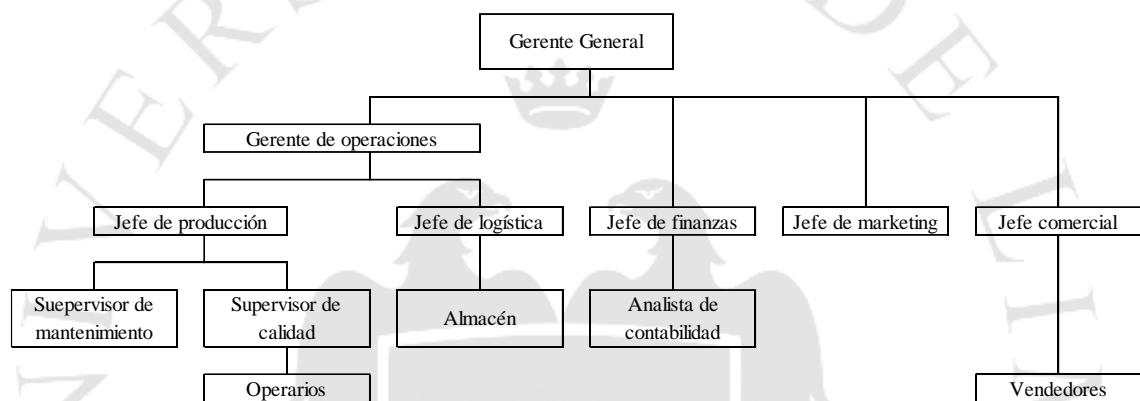 Gerente General
Gerente de operaciones
Jefe de producción
Jefe de logística
Jefe de finanzas
Jefe de marketing
Jefe comercial
Suepervisor de
mantenimiento
Supervisor de
calidad
Almacén
Analista de
contabilidad
Operarios
Vendedores